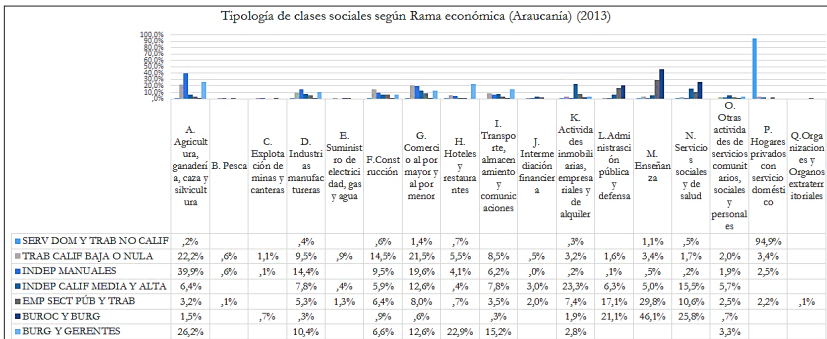 Tipología de clases sociales según Rama económica (Araucanía) (2013)
100,0%
90,0%
80,0%
70,0%
60,0%
50,0%
40,0%
30,0%
20,0%
10,0%
,0%
A. Agricultura, ganadería, caza y silvicultura
B. Pesca
C. Explotación de minas y canteras
D. Industrias manufactureras
E. Suministro de electricidad, gas y agua
F.Construcción
G. Comercio al por mayor y al por menor
H. Hoteles y restaurantes
I. Transporte, almacenamiento y comunicaciones
J. Intermediación financiera
K. Actividades inmobiliarias, empresariales y de alquiler
L.Administración pública y defensa
M. Enseñanza
N. Servicios sociales y de salud
O. Otras actividades de servicios comunitarios, sociales y personales
P. Hogares privados con servicio doméstico
Q.Organizaciones y Organos extraterritoriales
SERV DOM Y TRAB NO CALIF ,2% ,4% ,6% 1,4% ,7% ,3% 1,1% ,5% 94,9%
TRAB CALIF BAJA O NULA 22,2% ,6% 1,1% 9,5% ,9% 14,5% 21,5% 5,5% 8,5% ,5% 3,2% 1,6% 3,4% 1,7% 2,0% 3,4%
INDEP MANUALES 39,9% ,6% ,1% 14,4% 9,5% 19,6% 4,1% 6,2% ,0% ,2% ,1% ,5% ,2% 1,9% 2,5%
INDEP CALIF MEDIA Y ALTA 6,4% 7,8% ,4% 5,9% 12,6% ,4% 7,8% 3,0% 23,3% 6,3% 5,0% 15,5% 5,7%
EMP SECT PÚB Y TRAB 3,2% ,1% 5,3% 1,3% 6,4% 8,0% ,7% 3,5% 2,0% 7,4% 17,1% 29,8% 10,4% 2,5% 2,2% ,1%
BUROC Y BURG 1,5% ,7% ,3% ,9% ,6% ,3% 1,9% 21,1% 46,1% 25,8% ,7%
BURG Y GERENTES 26,2% 10,4% 6,6% 12,6% 22,9% 15,2% 2,8% 3,3%